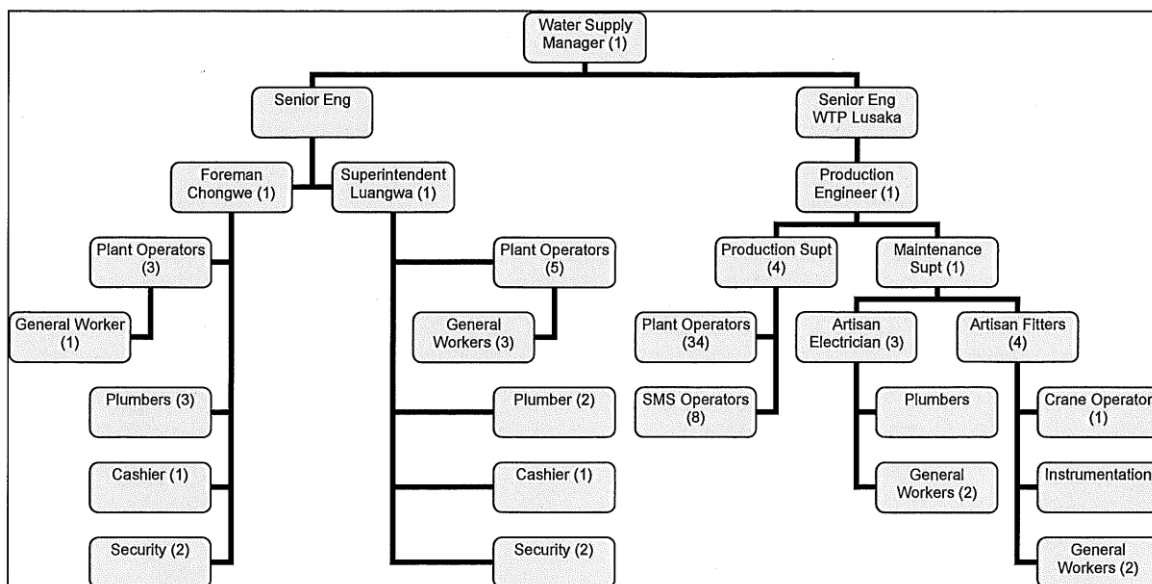 Water Supply
Manager (1)
Senior Eng
Senior Eng
WTP Lusaka
Foreman
Chongwe (1)
Superintendent
Luangwa (1)
Production
Engineer (1)
Plant Operators
(3)
Plant Operators
(5)
Production Supt
(4)
Maintenance
Supt (1)
General Worker
(1)
General
Workers (3)
Plant Operators
(34)
Artisan
Electrician (3)
Artisan Fitters
(4)
Plumbers (3)
Plumber (2)
SMS Operators
(8)
Plumbers
Crane Operator
(1)
Cashier (1)
Cashier (1)
General
Workers (2)
Instrumentation
Security (2)
Security (2)
General
Workers (2)